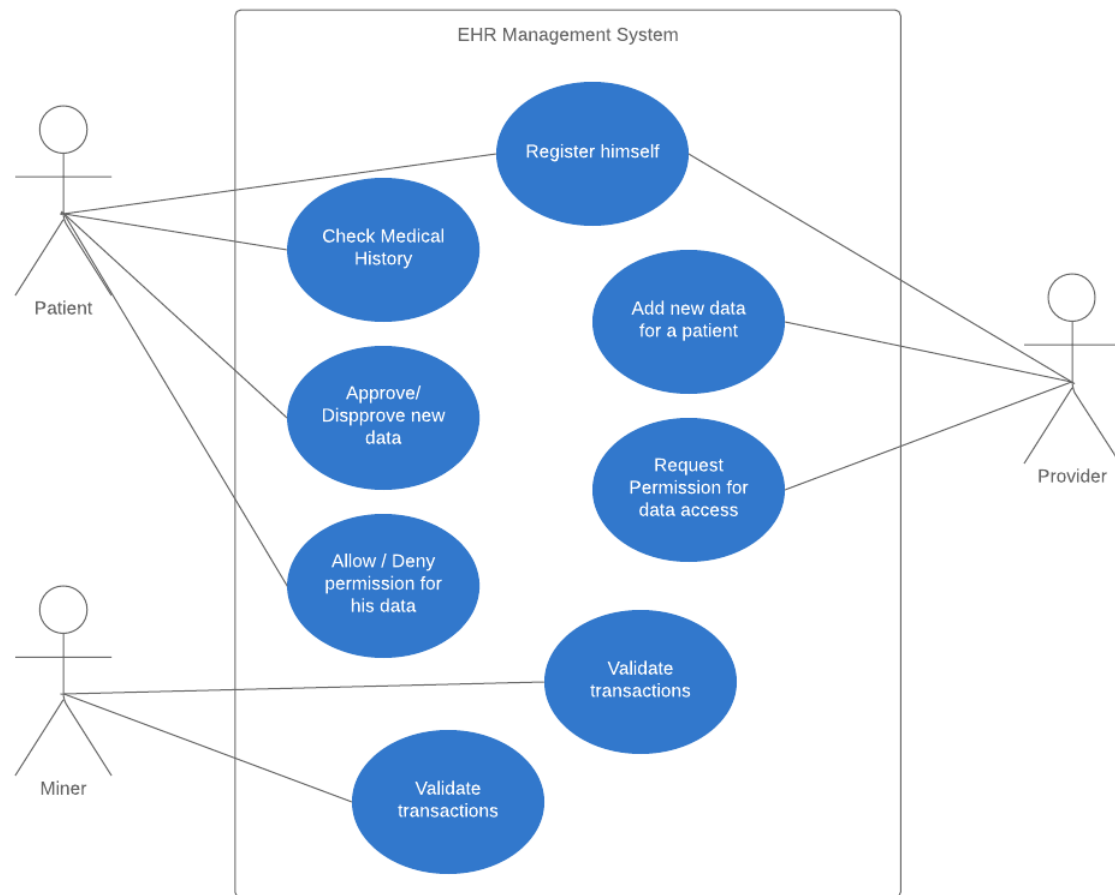 EHR Management System
Register himself
Check Medical
History
Patient
Add new data
for a patient
Approve/
Dispprove new
data
Request
Permission for
data access
Provider
Allow / Deny
permission for
his data
Validate
transactions
Miner
Validate
transactions